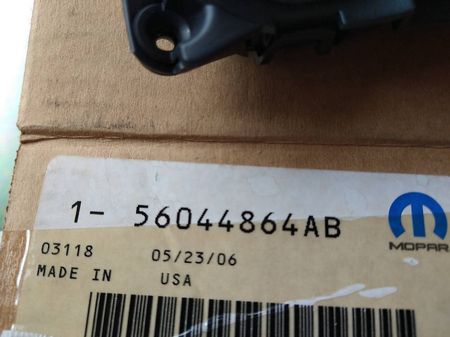 1- 56044864AB
MOPAR
03118 05/23/06
MADE IN USA